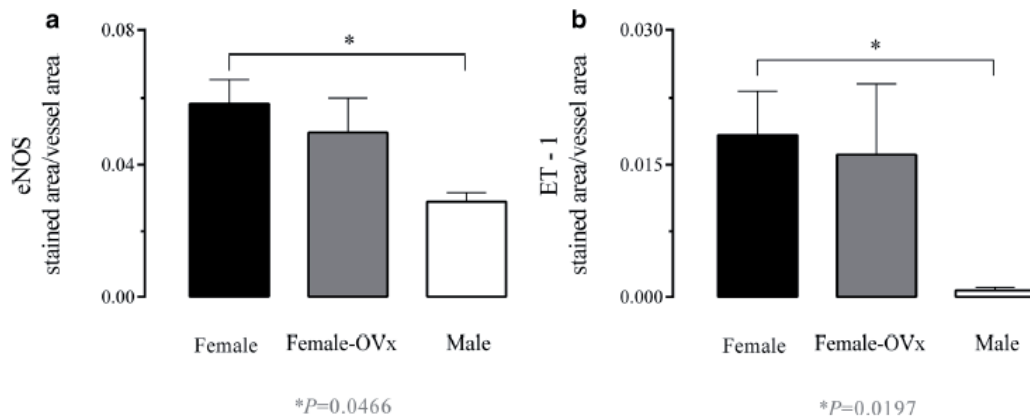 a
eNOS
stained area/vessel area
0.08
0.04
0.00
*
Female
Female-OVx
Male
*P=0.0466
b
ET - 1
stained area/vessel area
0.030
0.015
0.000
*
Female
Female-OVx
Male
*P=0.0197